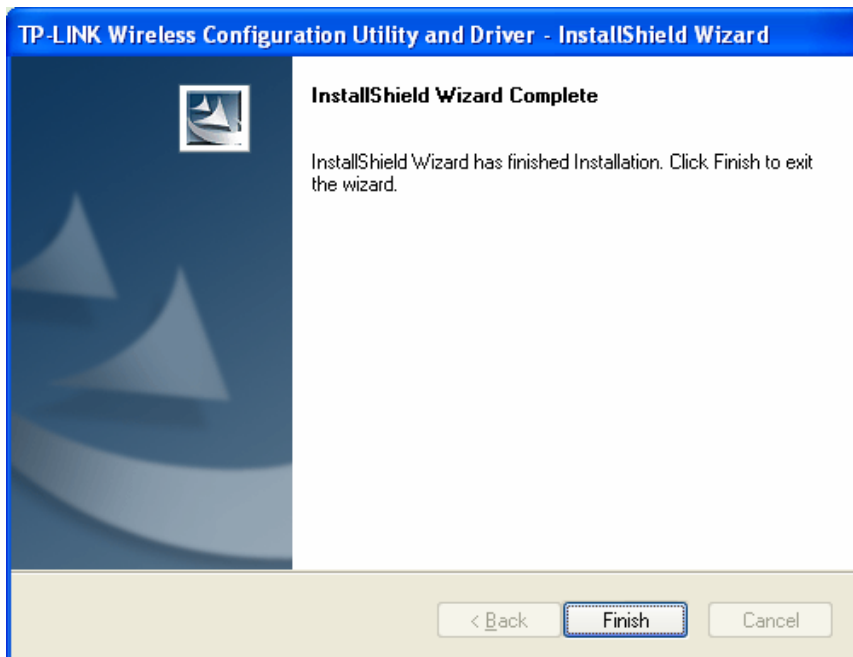 TP-LINK Wireless Configuration Utility and Driver - InstallShield Wizard
InstallShield Wizard Complete
InstallShield Wizard has finished Installation. Click Finish to exit
the wizard.
< Back
Finish
Cancel